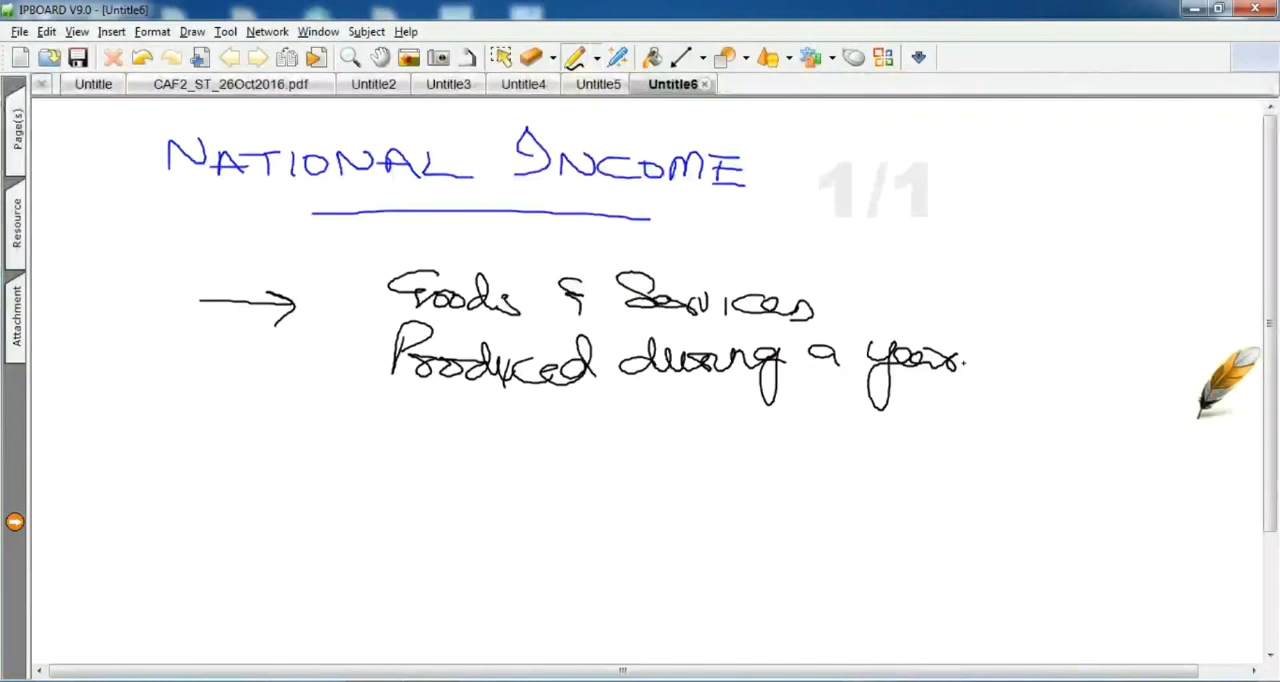 IPBOARD V9.0 - [Untitle6]
File Edit View Insert Format Draw Tool Network Window Subject Help
Untitle CAF2_ST_26Oct2016.pdf Untitle2 Untitle3 Untitle4 Untitle5 Untitle6
Page(s)
Resource
Attachment
NATIONAL INCOME
1/1
→ Goods & Services
Produced during a year.